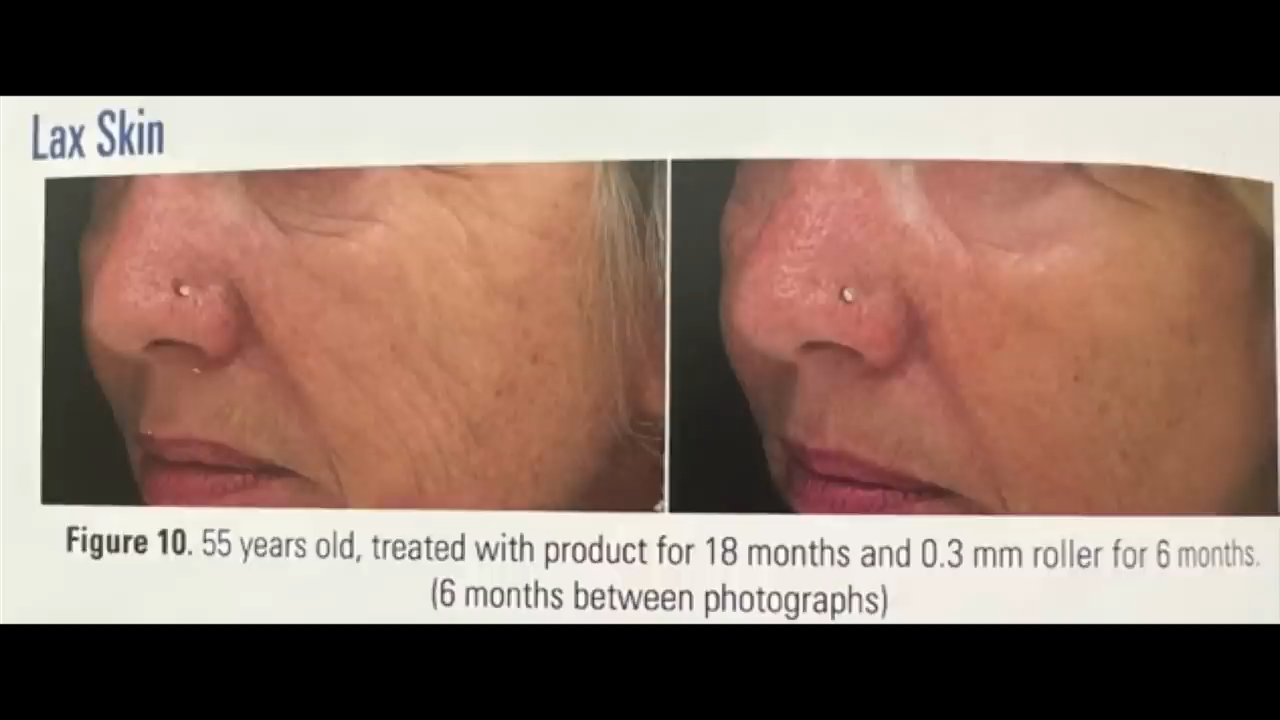 Lax Skin
Figure 10. 55 years old, treated with product for 18 months and 0.3 mm roller for 6 months.
(6 months between photographs)